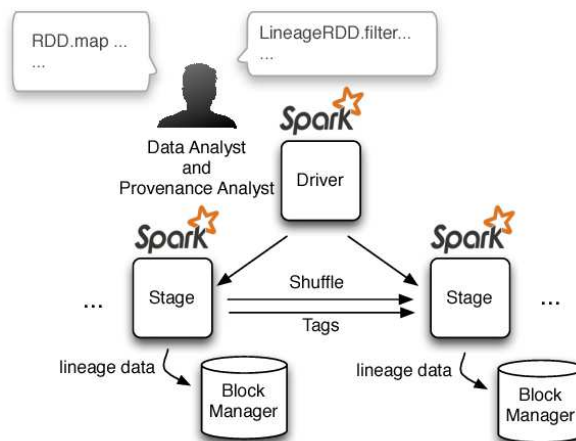 RDD.map ...
...
LineageRDD.filter...
...
Spark
Data Analyst
and
Provenance Analyst
Driver
Spark
Spark
...
Stage
Shuffle
Tags
Stage
...
lineage data
Block
Manager
lineage data
Block
Manager